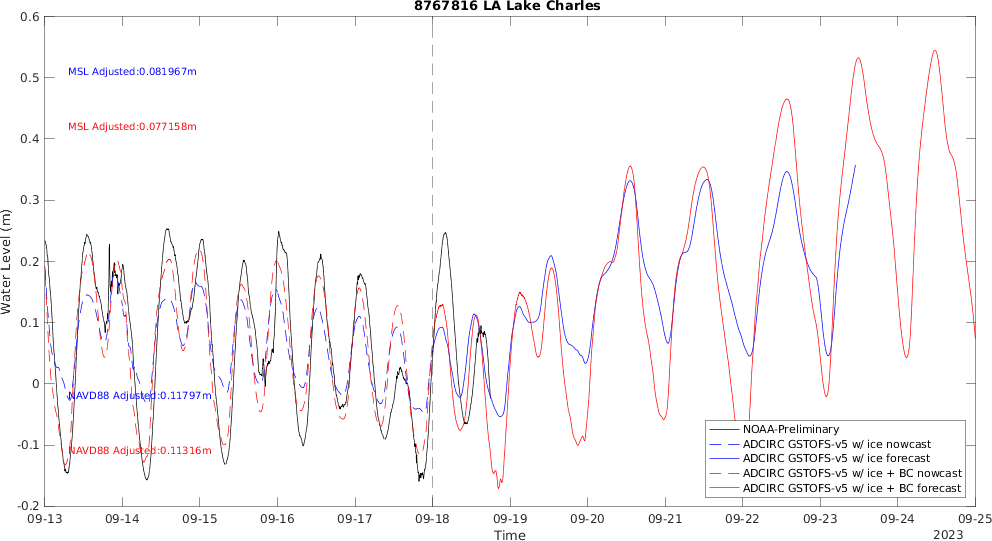 8767816 LA Lake Charles
0.6
0.5
0.4
0.3
0.2
0.1
0
-0.1
-0.2
Water Level (m)
MSL Adjusted:0.081967m
MSL Adjusted:0.077158m
NAVD88 Adjusted:0.11797m
NAVD88 Adjusted:0.11316m
NOAA-Preliminary
ADCIRC GSTOFS-v5 w/ ice nowcast
ADCIRC GSTOFS-v5 w/ ice forecast
ADCIRC GSTOFS-v5 w/ ice + BC nowcast
ADCIRC GSTOFS-v5 w/ ice + BC forecast
09-13 09-14 09-15 09-16 09-17 09-18 09-19 09-20 09-21 09-22 09-23 09-24 09-25
Time
2023